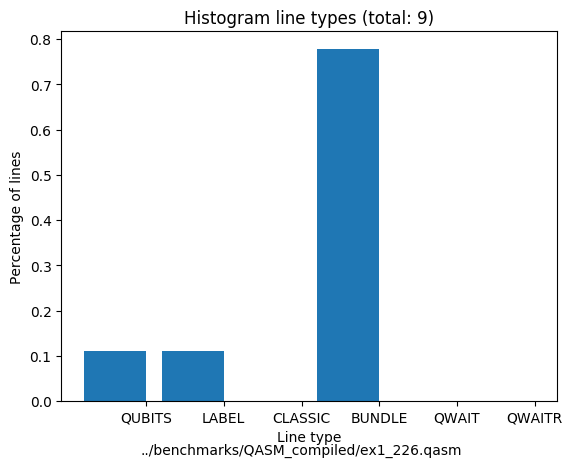 Histogram line types (total: 9)
Percentage of lines
0.8
0.7
0.6
0.5
0.4
0.3
0.2
0.1
0.0
QUBITS LABEL CLASSIC BUNDLE QWAIT QWAITR
Line type
../benchmarks/QASM_compiled/ex1_226.qasm